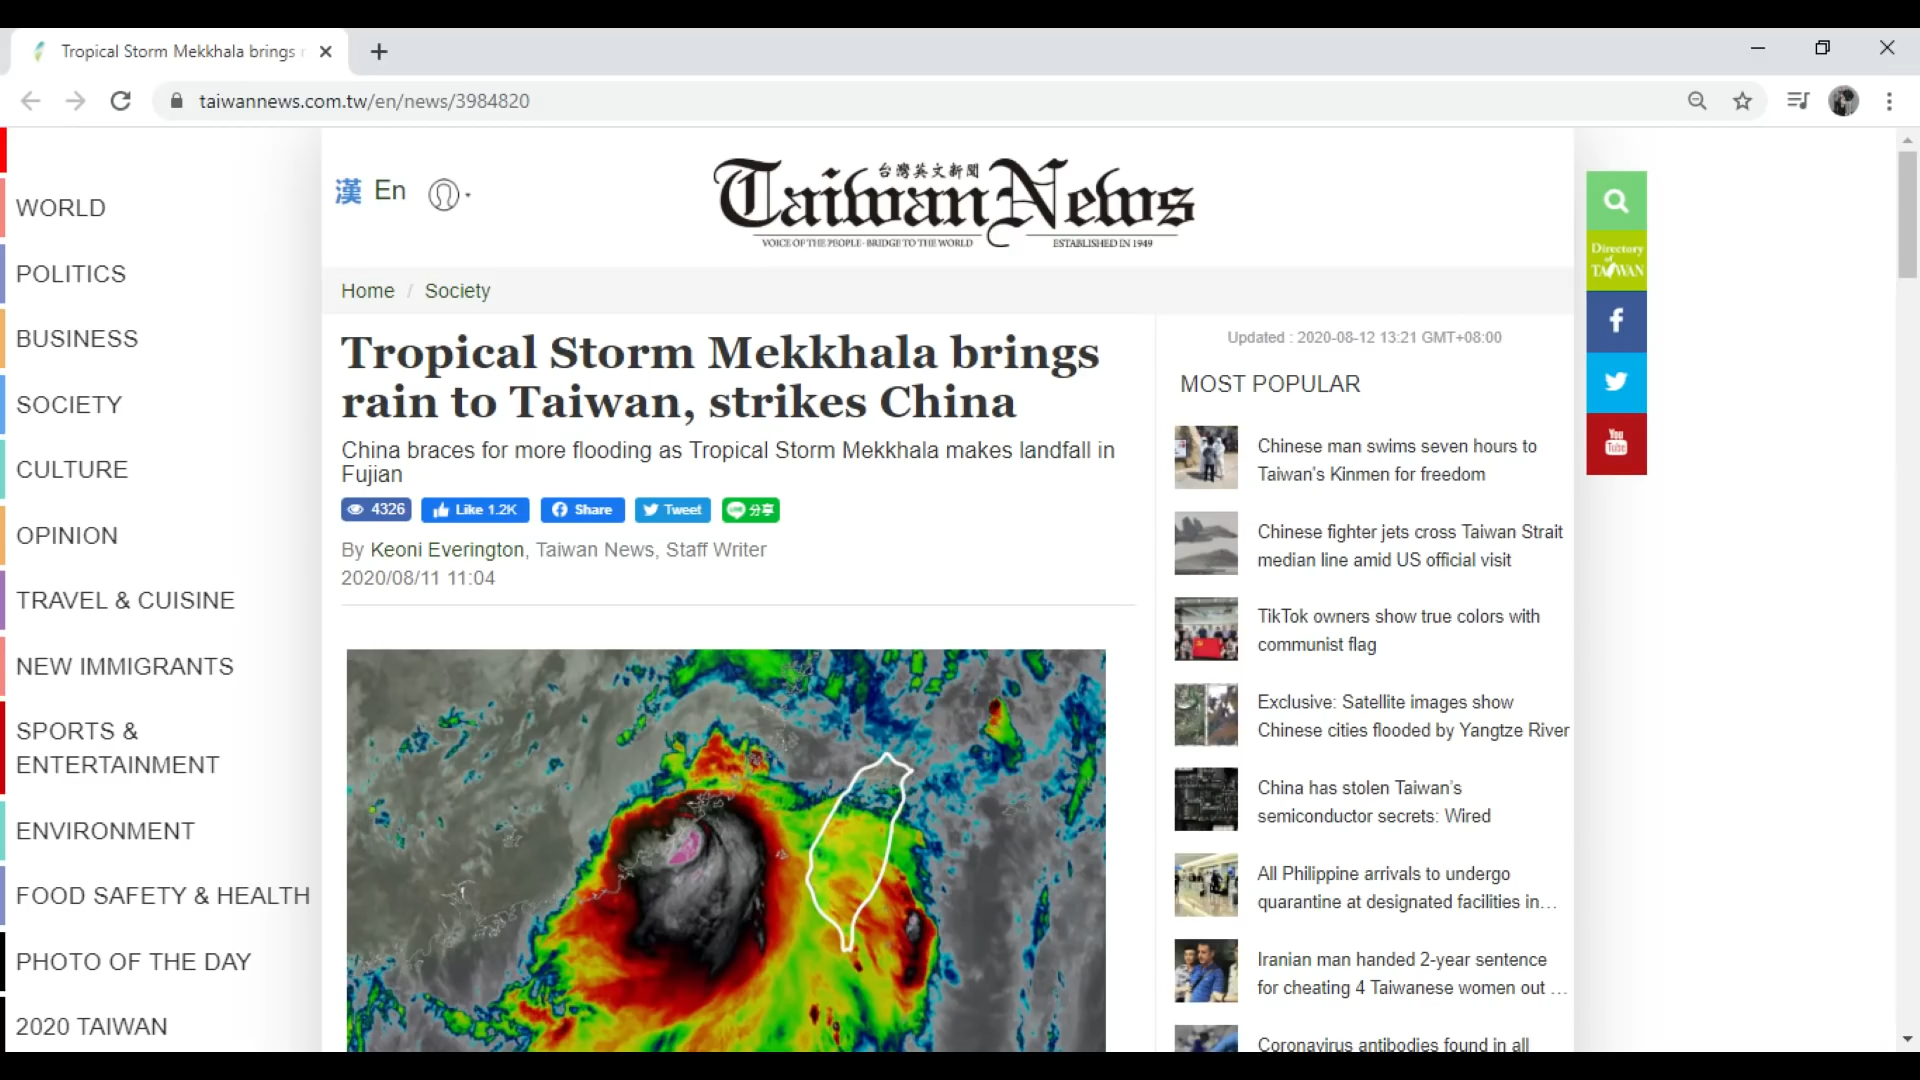 Tropical Storm Mekkhala brings
taiwannews.com.tw/en/news/3984820
漢 En
台灣英文新聞
Taiwan News
VOICE OF THE PEOPLE · BRIDGE TO THE WORLD
ESTABLISHED IN 1949
Home / Society
WORLD
POLITICS
BUSINESS
SOCIETY
CULTURE
OPINION
TRAVEL & CUISINE
NEW IMMIGRANTS
SPORTS &
ENTERTAINMENT
ENVIRONMENT
FOOD SAFETY & HEALTH
PHOTO OF THE DAY
2020 TAIWAN
Tropical Storm Mekkhala brings
rain to Taiwan, strikes China
China braces for more flooding as Tropical Storm Mekkhala makes landfall in
Fujian
4326
Like 1.2K
Share
Tweet
LINE 分享
By Keoni Everington, Taiwan News, Staff Writer
2020/08/11 11:04
Updated : 2020-08-12 13:21 GMT+08:00
MOST POPULAR
Chinese man swims seven hours to
Taiwan's Kinmen for freedom
Chinese fighter jets cross Taiwan Strait
median line amid US official visit
TikTok owners show true colors with
communist flag
Exclusive: Satellite images show
Chinese cities flooded by Yangtze River
China has stolen Taiwan's
semiconductor secrets: Wired
All Philippine arrivals to undergo
quarantine at designated facilities in…
Iranian man handed 2-year sentence
for cheating 4 Taiwanese women out …
Coronavirus antibodies found in all
Directory
of
TAIWAN
f
You
Tube